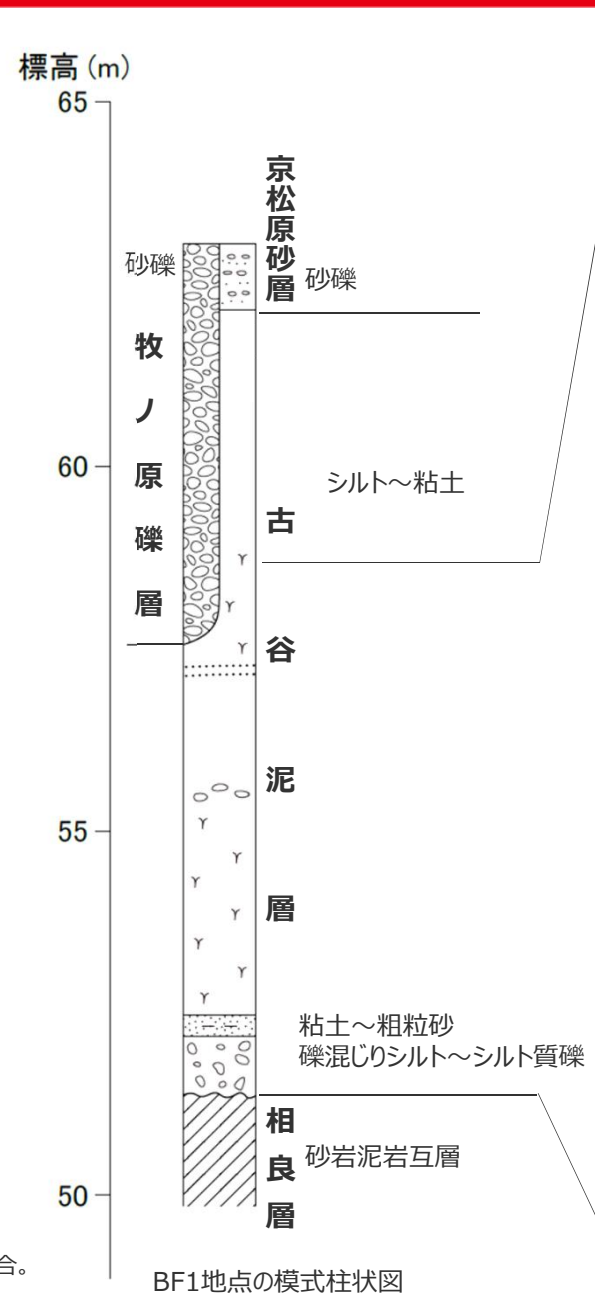 標高(m)
65
京松原砂層
砂礫
砂礫
牧ノ原礫層
60
シルト～粘土
古谷泥層
55
粘土～粗粒砂
礫混じりシルト～シルト質礫
相良層
砂岩泥岩互層
50
合。
BF1地点の模式柱状図